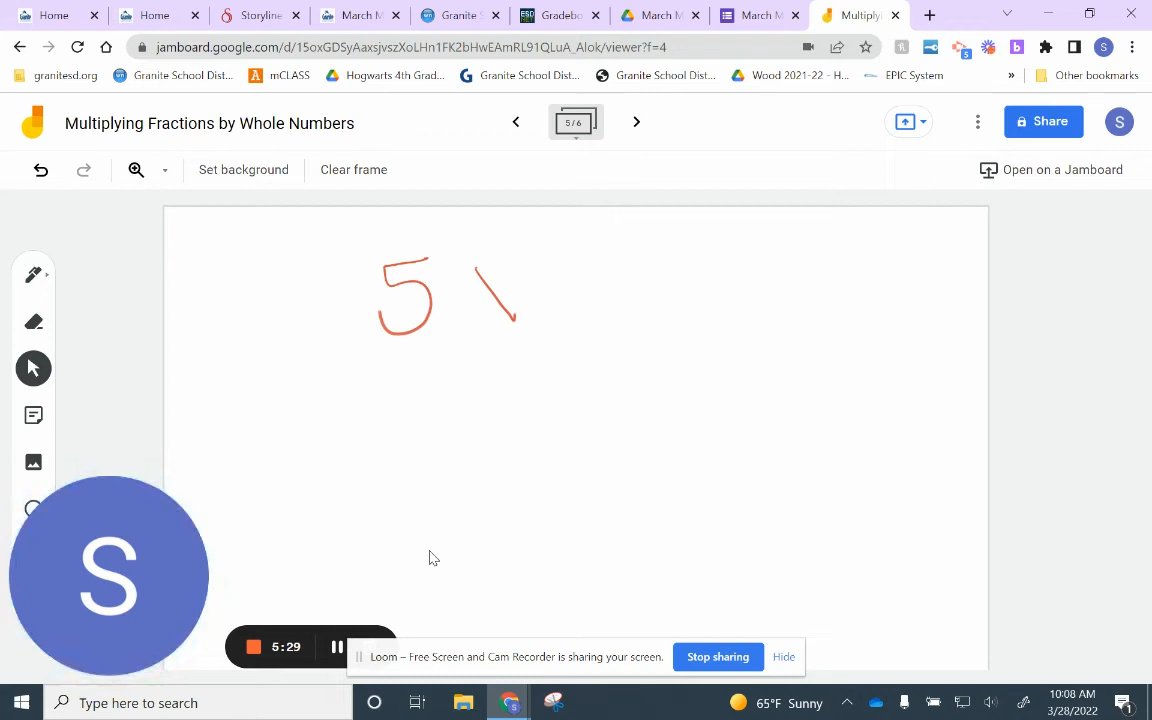 Homes
Home
Storyline
March M
Granite S
Gradebo
March M
March M
Multiplyi
jamboard.google.com/d/15oxGDSyAaxsjvszXoLHn1FK2bHwEAmRL91QLuA_Alok/viewer?f=4
5
S
granitesd.org
Granite School Dist...
mCLASS
Hogwarts 4th Grad...
Granite School Dist...
Granite School Dist...
Wood 2021-22 - H...
EPIC System
»
Other bookmarks
Multiplying Fractions by Whole Numbers
5/6
Share
S
Set background
Clear frame
Open on a Jamboard
5 \
S
5:29
Loom – Free Screen and Cam Recorder is sharing your screen.
Stop sharing
Hide
Type here to search
65°F Sunny
10:08 AM
3/28/2022
1